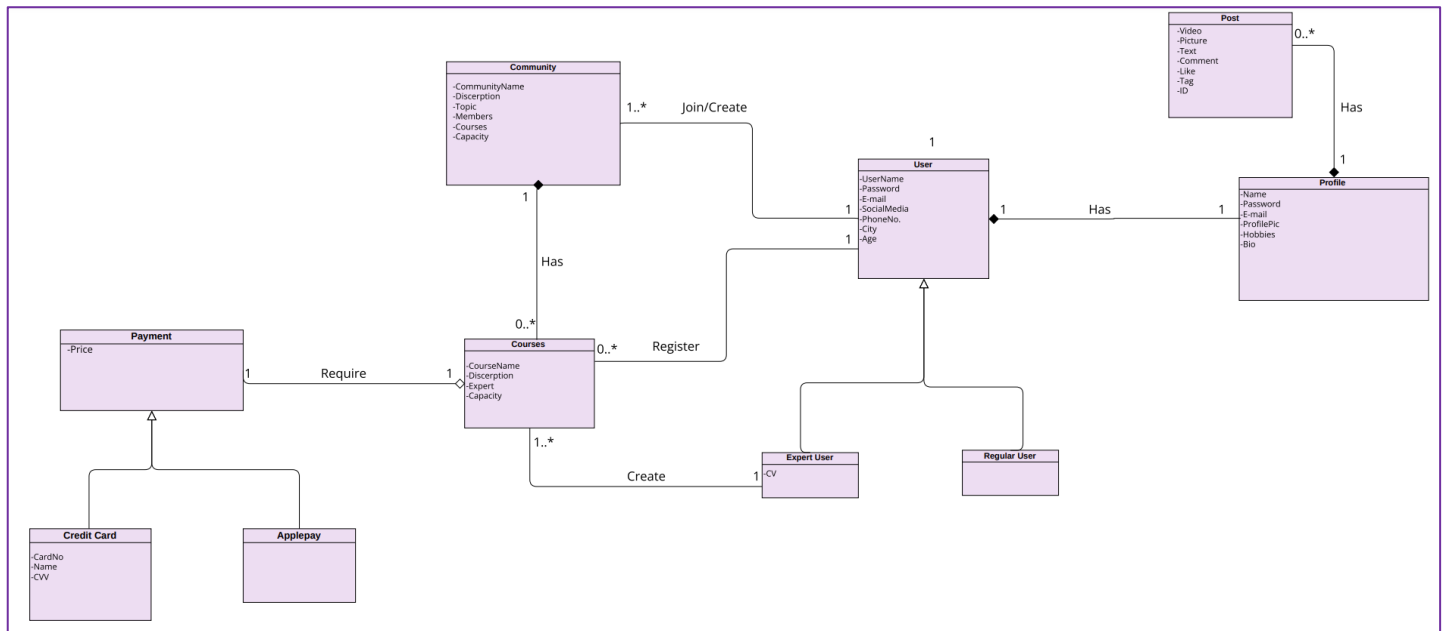 Post
-Video
-Picture
-Text
-Comment
-Like
-Tag
-ID
0..*
Has
1
Community
-CommunityName
-Discerption
-Topic
-Members
-Courses
-Capacity
1..*
Join/Create
1
1
User
-UserName
-Password
-E-mail
-SocialMedia
-PhoneNo.
-City
-Age
1
1
1
Has
1
Profile
-Name
-Password
-E-mail
-ProfilePic
-Hobbies
-Bio
Has
0..*
Courses
-CourseName
-Discerption
-Expert
-Capacity
0..*
Register
Payment
-Price
1
Require
1
1..*
Create
1
Expert User
-CV
Regular User
Credit Card
-CardNo
-Name
-CVV
Applepay